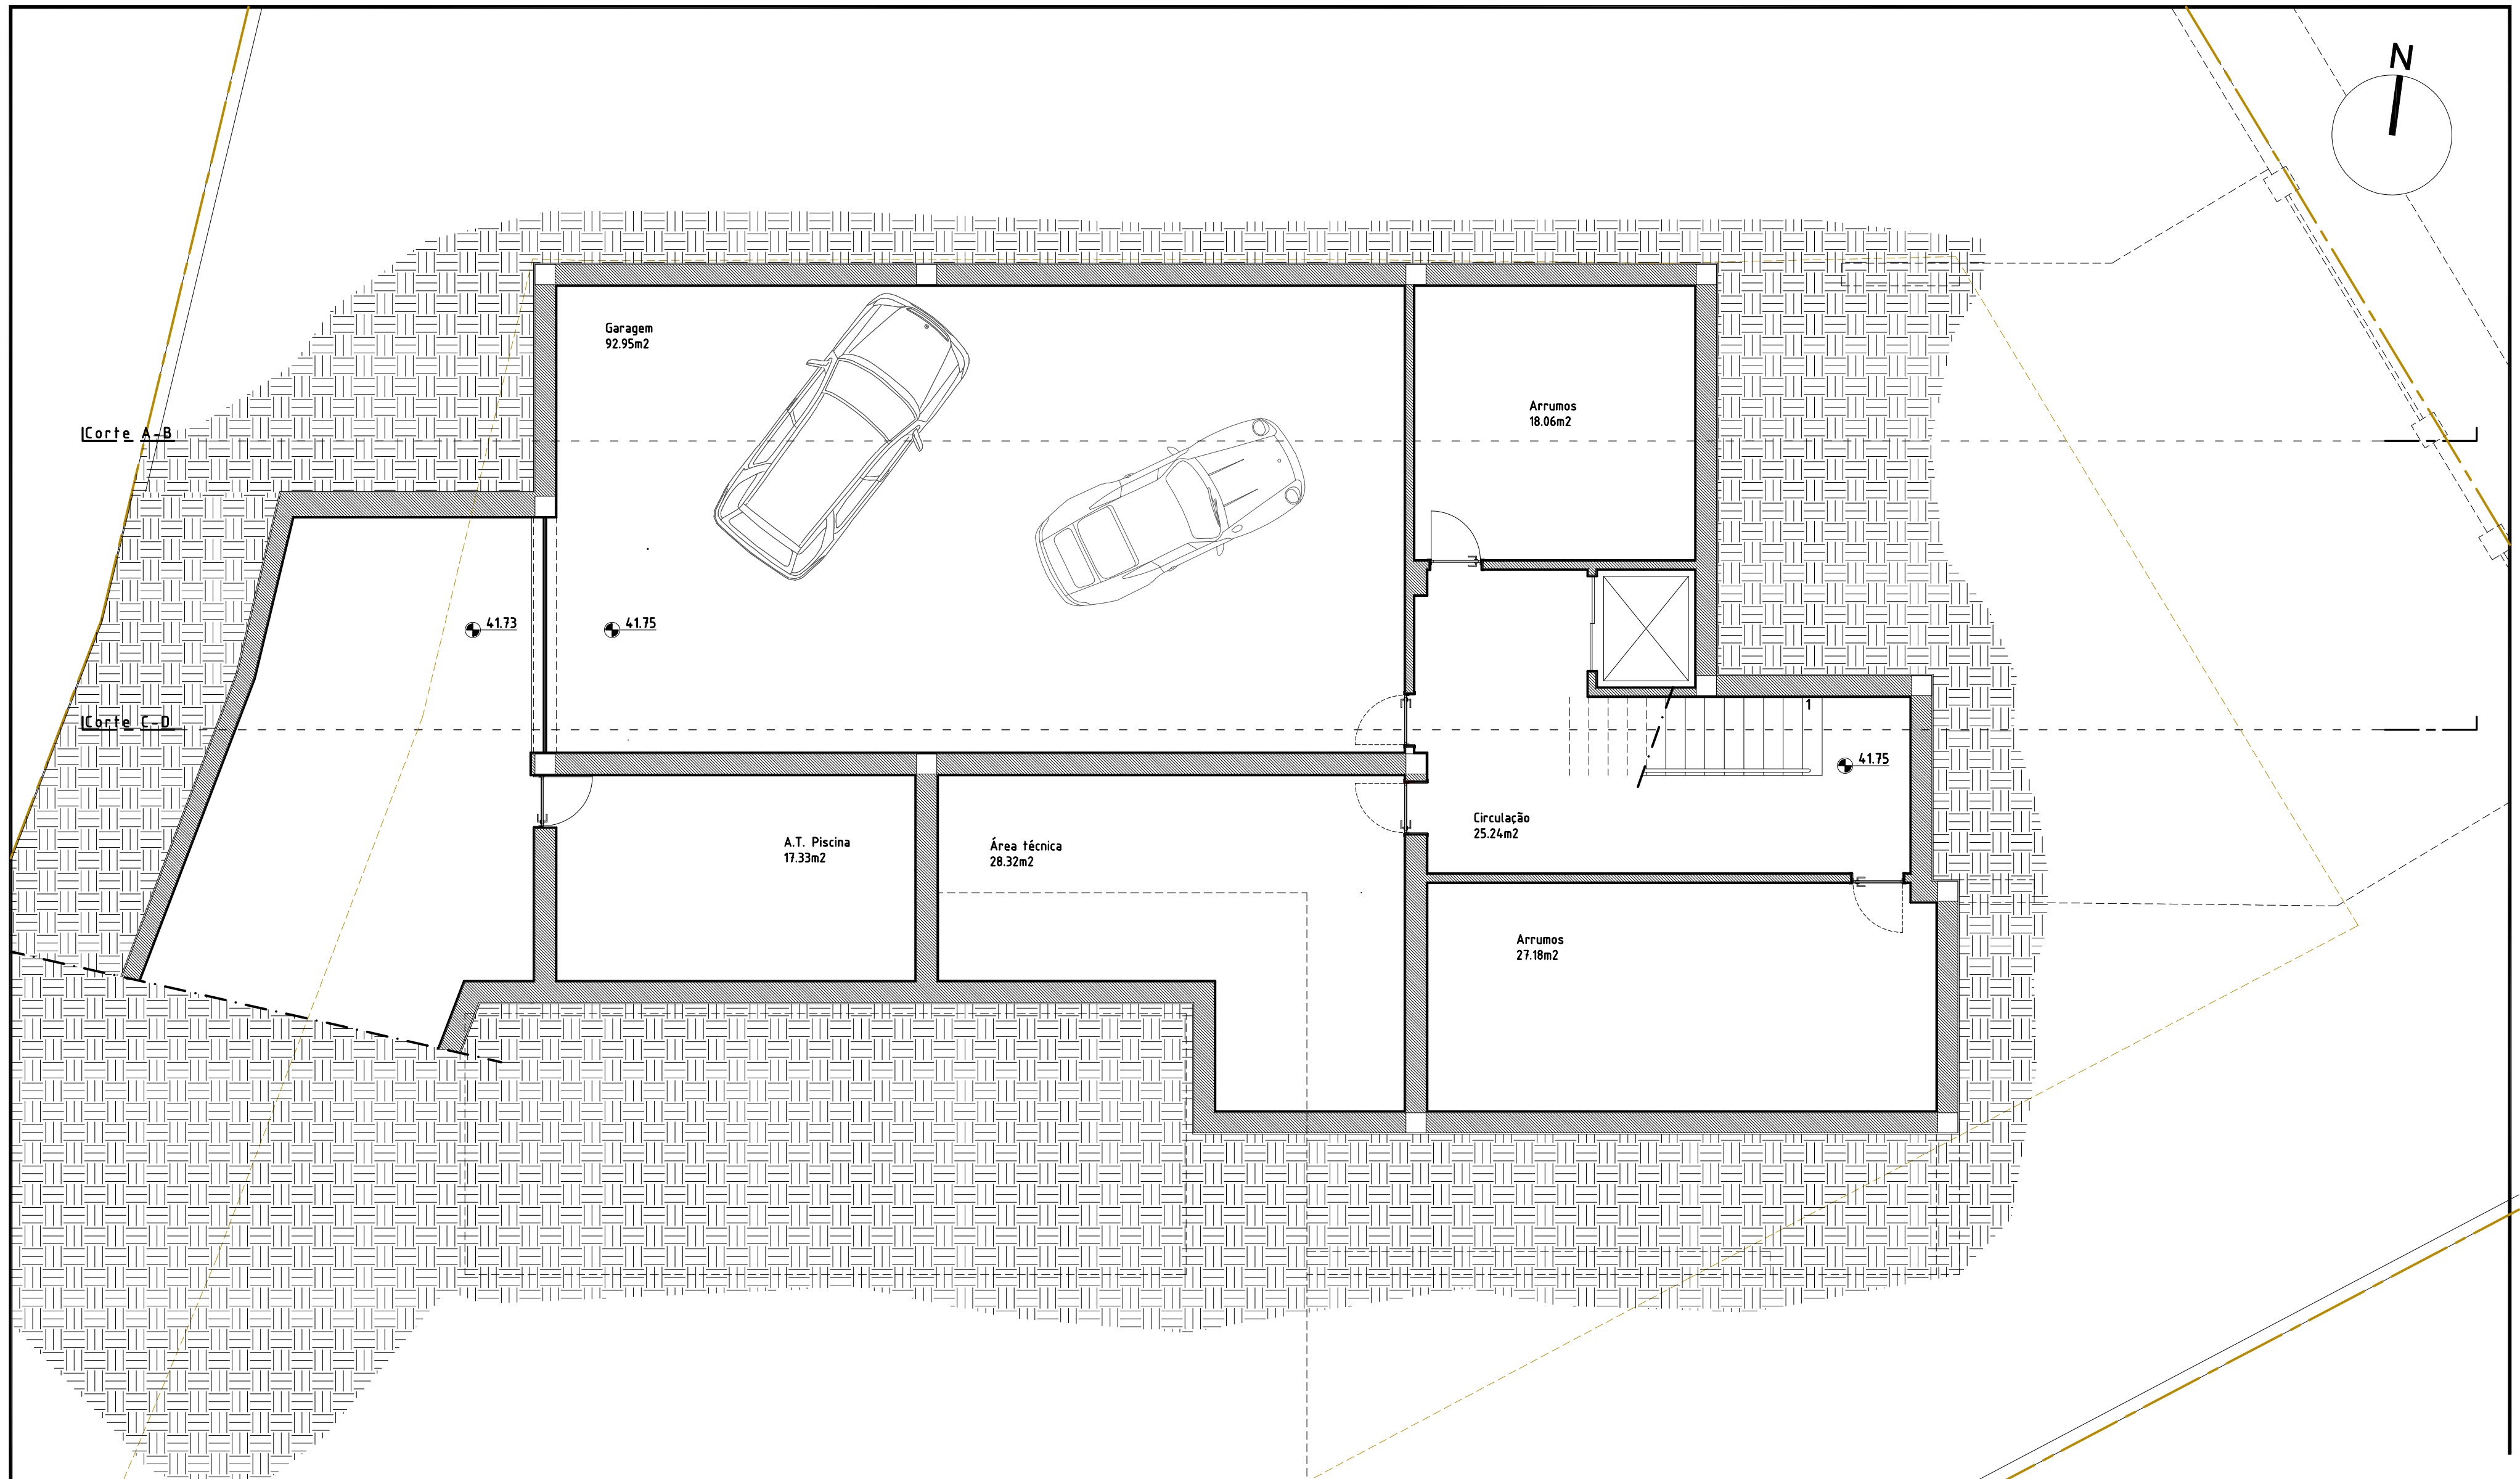 N
Garagem
92.95m2
Arrumos
18.06m2
Corte A-B
41.73
41.75
Corte C-D
1
41.75
Circulação
25.24m2
A.T. Piscina
17.33m2
Área técnica
28.32m2
Arrumos
27.18m2